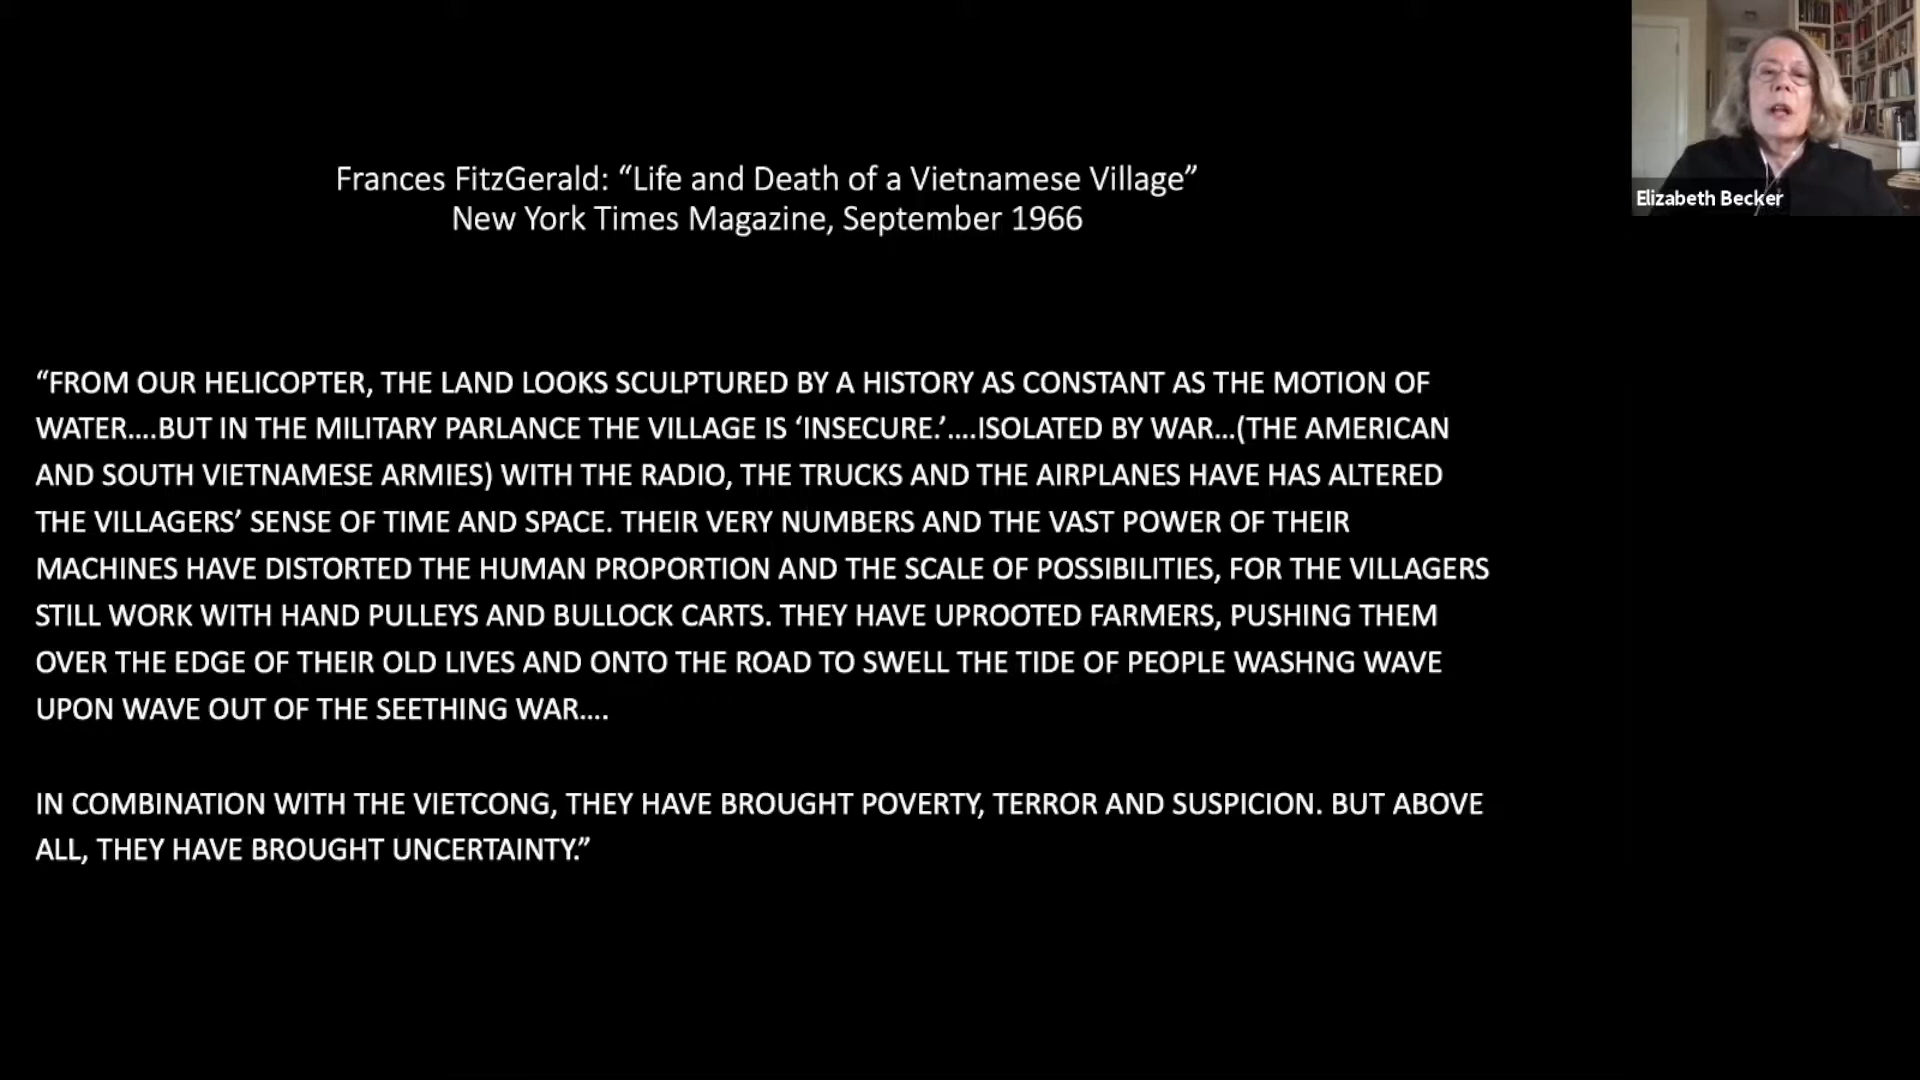 Frances FitzGerald: “Life and Death of a Vietnamese Village”
New York Times Magazine, September 1966
Elizabeth Becker
“FROM OUR HELICOPTER, THE LAND LOOKS SCULPTURED BY A HISTORY AS CONSTANT AS THE MOTION OF
WATER….BUT IN THE MILITARY PARLANCE THE VILLAGE IS ‘INSECURE.’….ISOLATED BY WAR…(THE AMERICAN
AND SOUTH VIETNAMESE ARMIES) WITH THE RADIO, THE TRUCKS AND THE AIRPLANES HAVE HAS ALTERED
THE VILLAGERS’ SENSE OF TIME AND SPACE. THEIR VERY NUMBERS AND THE VAST POWER OF THEIR
MACHINES HAVE DISTORTED THE HUMAN PROPORTION AND THE SCALE OF POSSIBILITIES, FOR THE VILLAGERS
STILL WORK WITH HAND PULLEYS AND BULLOCK CARTS. THEY HAVE UPROOTED FARMERS, PUSHING THEM
OVER THE EDGE OF THEIR OLD LIVES AND ONTO THE ROAD TO SWELL THE TIDE OF PEOPLE WASHNG WAVE
UPON WAVE OUT OF THE SEETHING WAR….
IN COMBINATION WITH THE VIETCONG, THEY HAVE BROUGHT POVERTY, TERROR AND SUSPICION. BUT ABOVE
ALL, THEY HAVE BROUGHT UNCERTAINTY.”